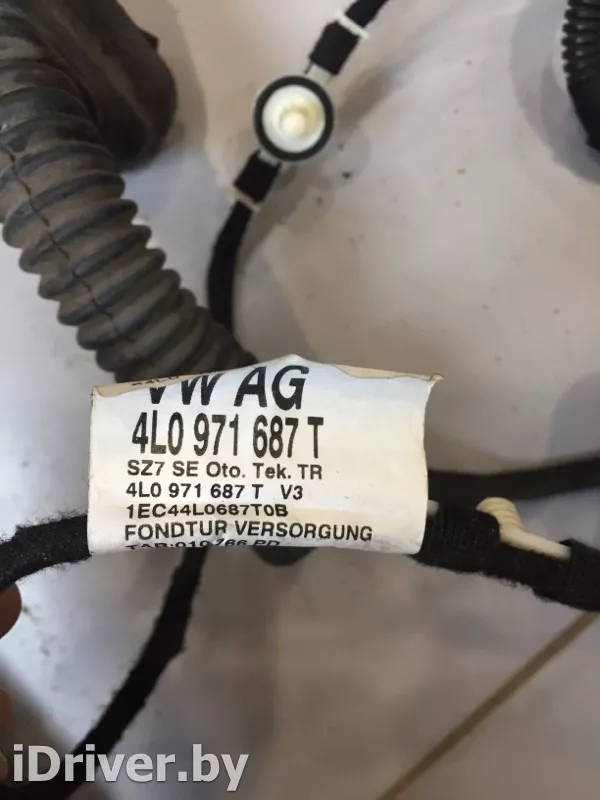 VW AG
4L0 971 687 T
SZ7 SE Oto. Tek. TR
4L0 971 687 T V3
1EC44L0687T0B
FONDTUR VERSORGUNG
iDriver.by